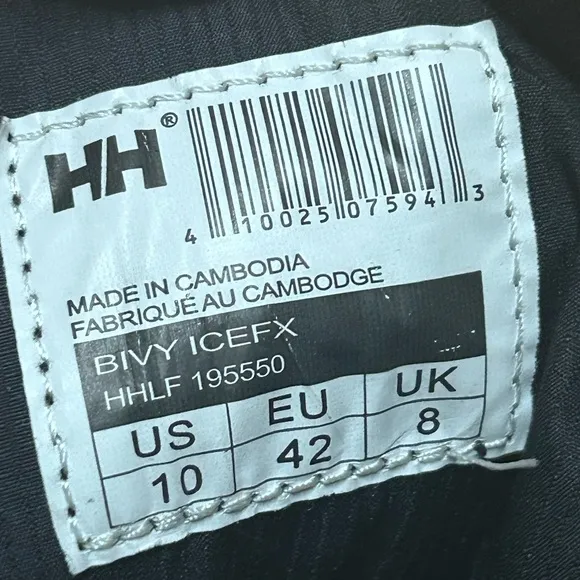 HH®
4 10025 07594 3
MADE IN CAMBODIA
FABRIQUÉ AU CAMBODGE
BIVY ICEFX
HHLF 195550
US EU UK
10 42 8